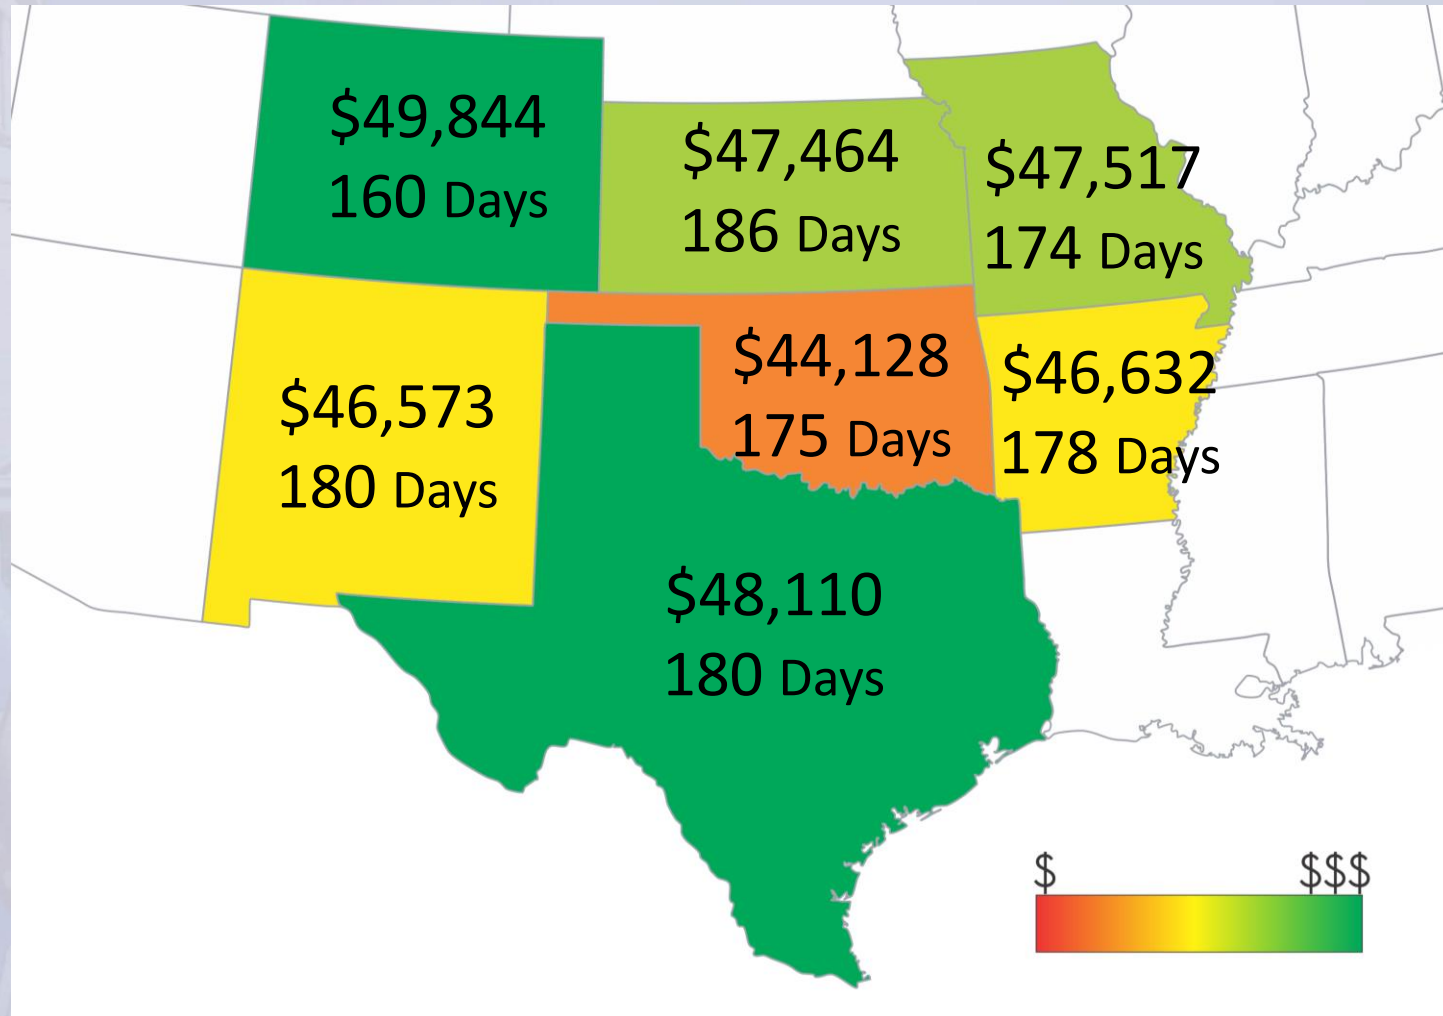 $49,844
160 Days
$47,464
186 Days
$47,517
174 Days
$46,573
180 Days
$44,128
175 Days
$46,632
178 Days
$48,110
180 Days
$ $$$